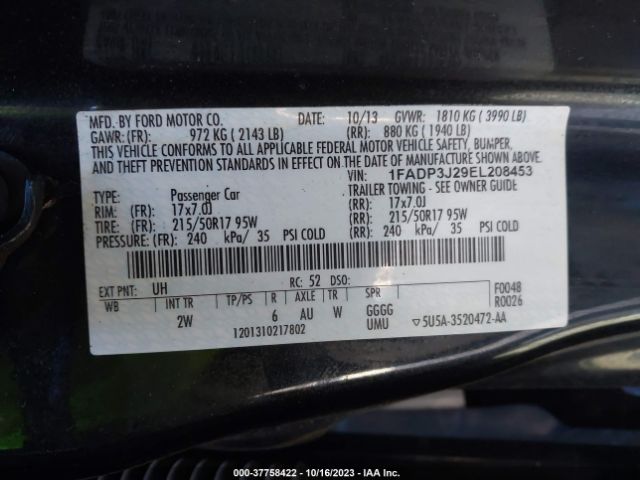 MFD. BY FORD MOTOR CO. DATE: 10/13 GVWR: 1810 KG ( 3990 LB)
GAWR: (FR): 972 KG ( 2143 LB) (RR): 880 KG ( 1940 LB)
THIS VEHICLE CONFORMS TO ALL APPLICABLE FEDERAL MOTOR VEHICLE SAFETY, BUMPER,
AND THEFT PREVENTION STANDARDS IN EFFECT ON THE DATE OF MANUFACTURE SHOWN ABOVE.
VIN: 1FADP3J29EL208453
TYPE: Passenger Car TRAILER TOWING - SEE OWNER GUIDE
RIM: (FR): 17x7.0J (RR): 17x7.0J
TIRE: (FR): 215/50R17 95W (RR): 215/50R17 95W
PRESSURE: (FR): 240 kPa/ 35 PSI COLD (RR): 240 kPa/ 35 PSI COLD
EXT PNT: UH RC: 52 DSO: F0048
WB INT TR TP/PS R AXLE TR SPR R0026
2W 6 AU W GGGG
UMU ▽5U5A-3520472-AA
1201310217802
000-37758422 - 10/16/2023 - IAA Inc.